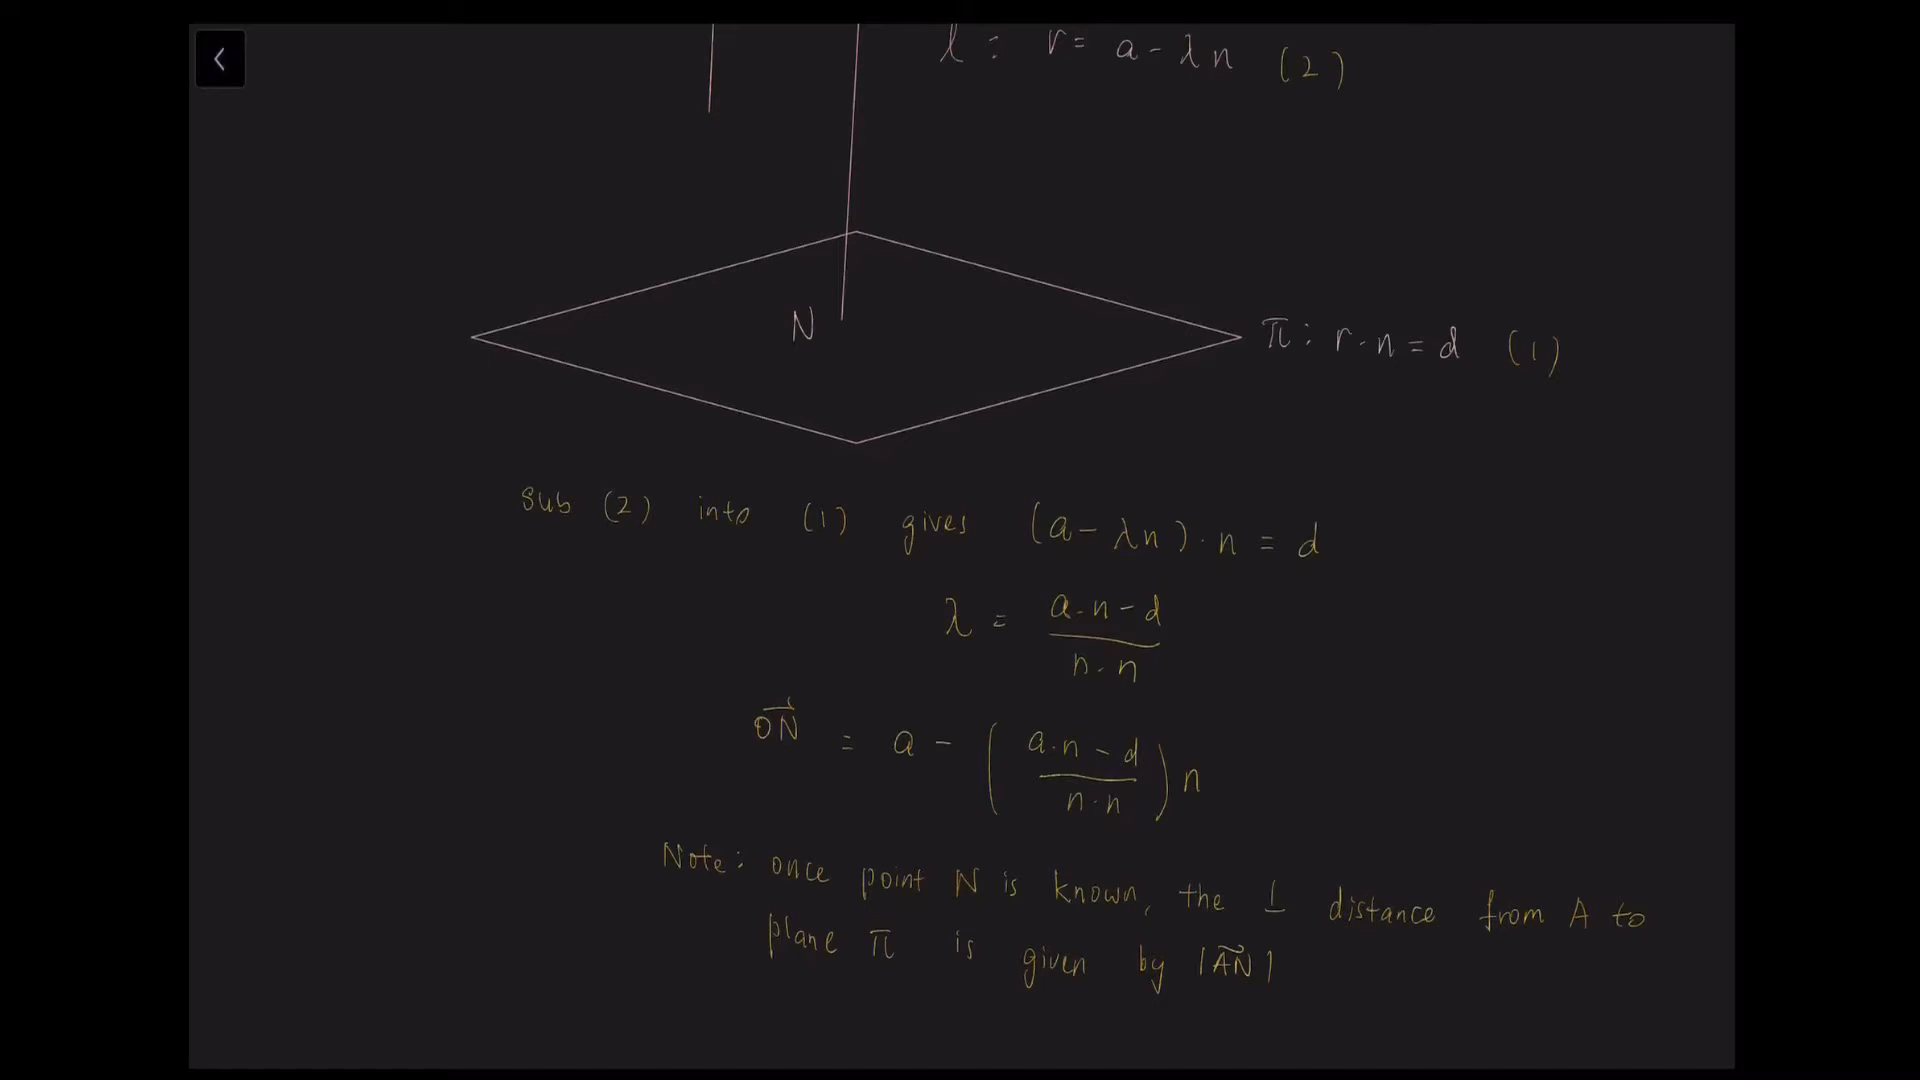 l : r = a - λn (2)
N
π : r·n = d (1)
sub (2) into (1) gives (a - λn)·n = d
λ = a·n - d / n·n
ON→ = a - (a·n - d / n·n) n
Note: once point N is known, the ⊥ distance from A to
plane π is given by |AN→|